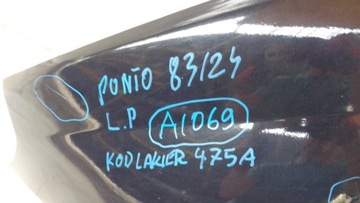 PUNTO 83/24
L.P A1069
KOD LAKIER 475A